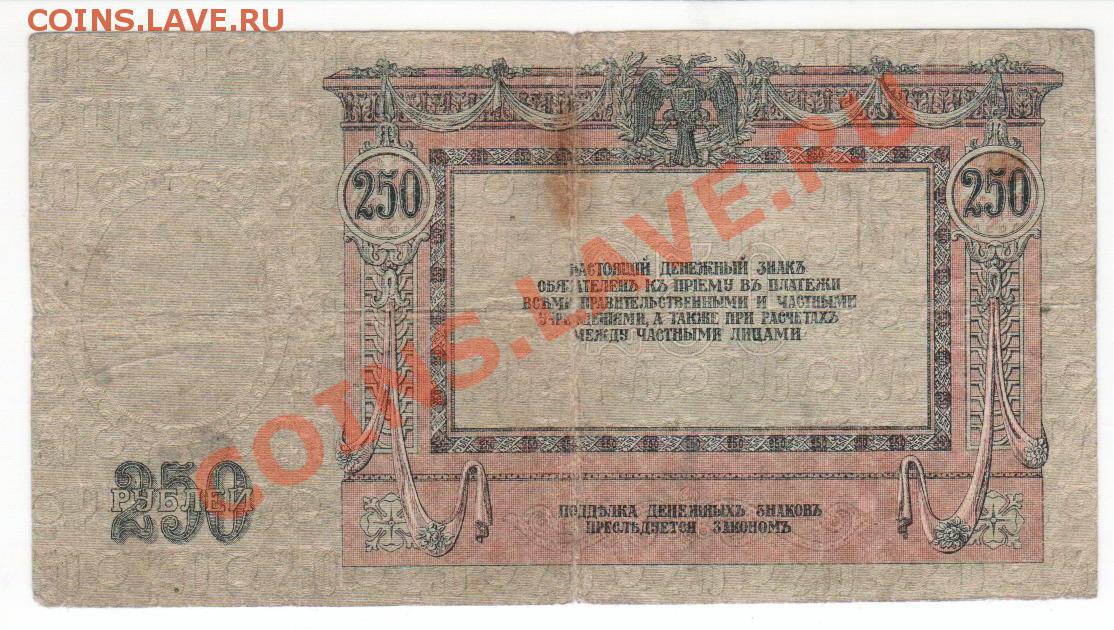 COINS.LAVE.RU
250
250
НАСТОЯЩІЙ ДЕНЕЖНЫЙ ЗНАКЪ
ОБЯЗАТЕЛЕНЪ КЪ ПРІЕМУ ВЪ ПЛАТЕЖИ
ВСѢМИ ПРАВИТЕЛЬСТВЕННЫМИ И ЧАСТНЫМИ
УЧРЕЖДЕНІЯМИ, А ТАКЖЕ ПРИ РАСЧЕТАХЪ
МЕЖДУ ЧАСТНЫМИ ЛИЦАМИ
COINS.LAVE.RU
250
РУБЛЕЙ
ПОДДѢЛКА ДЕНЕЖНЫХЪ ЗНАКОВЪ
ПРЕСЛѢДУЕТСЯ ЗАКОНОМЪ